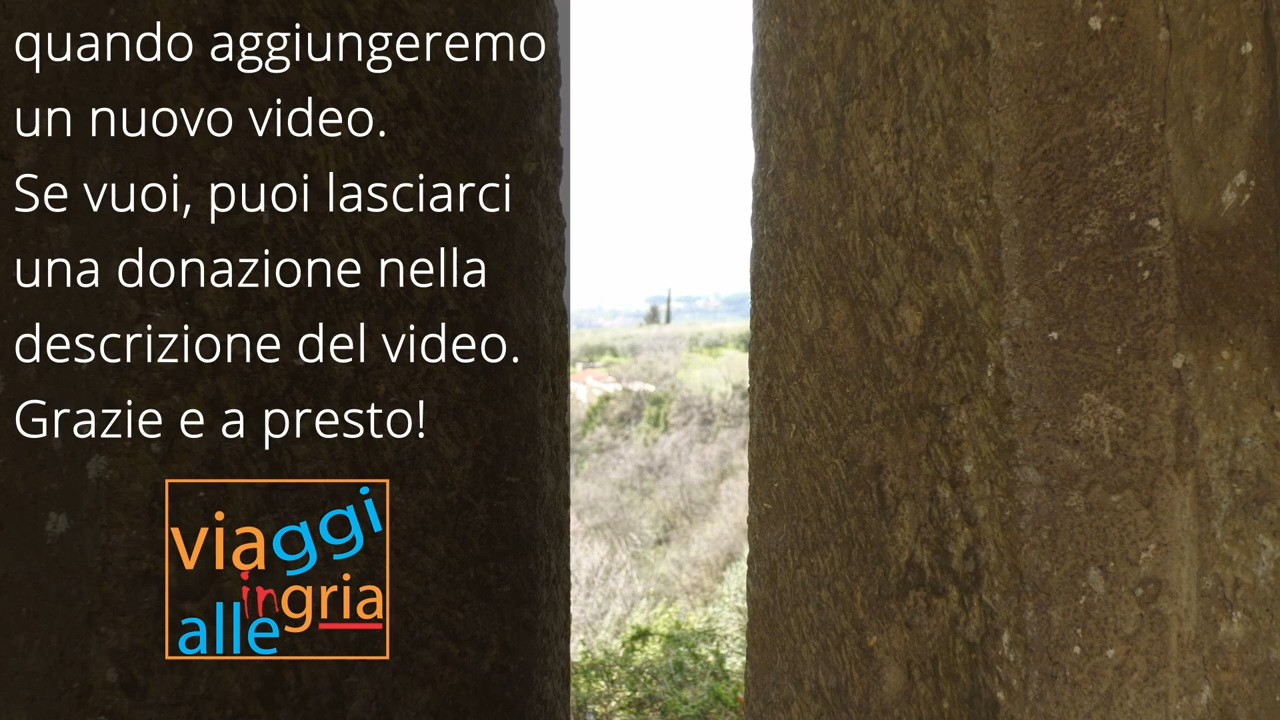 quando aggiungeremo
un nuovo video.
Se vuoi, puoi lasciarci
una donazione nella
descrizione del video.
Grazie e a presto!
viaggi
in
allegria